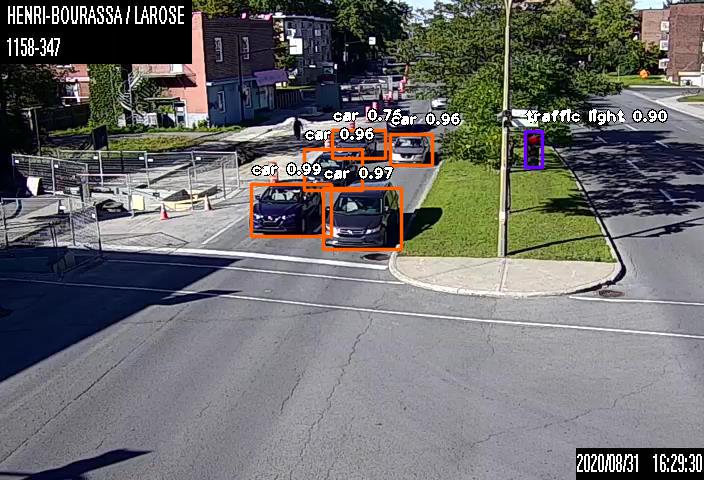 HENRI-BOURASSA / LAROSE
1158-347
car 0.76
car 0.96
car 0.96
traffic light 0.90
car 0.99
car 0.97
2020/08/31 16:29:30